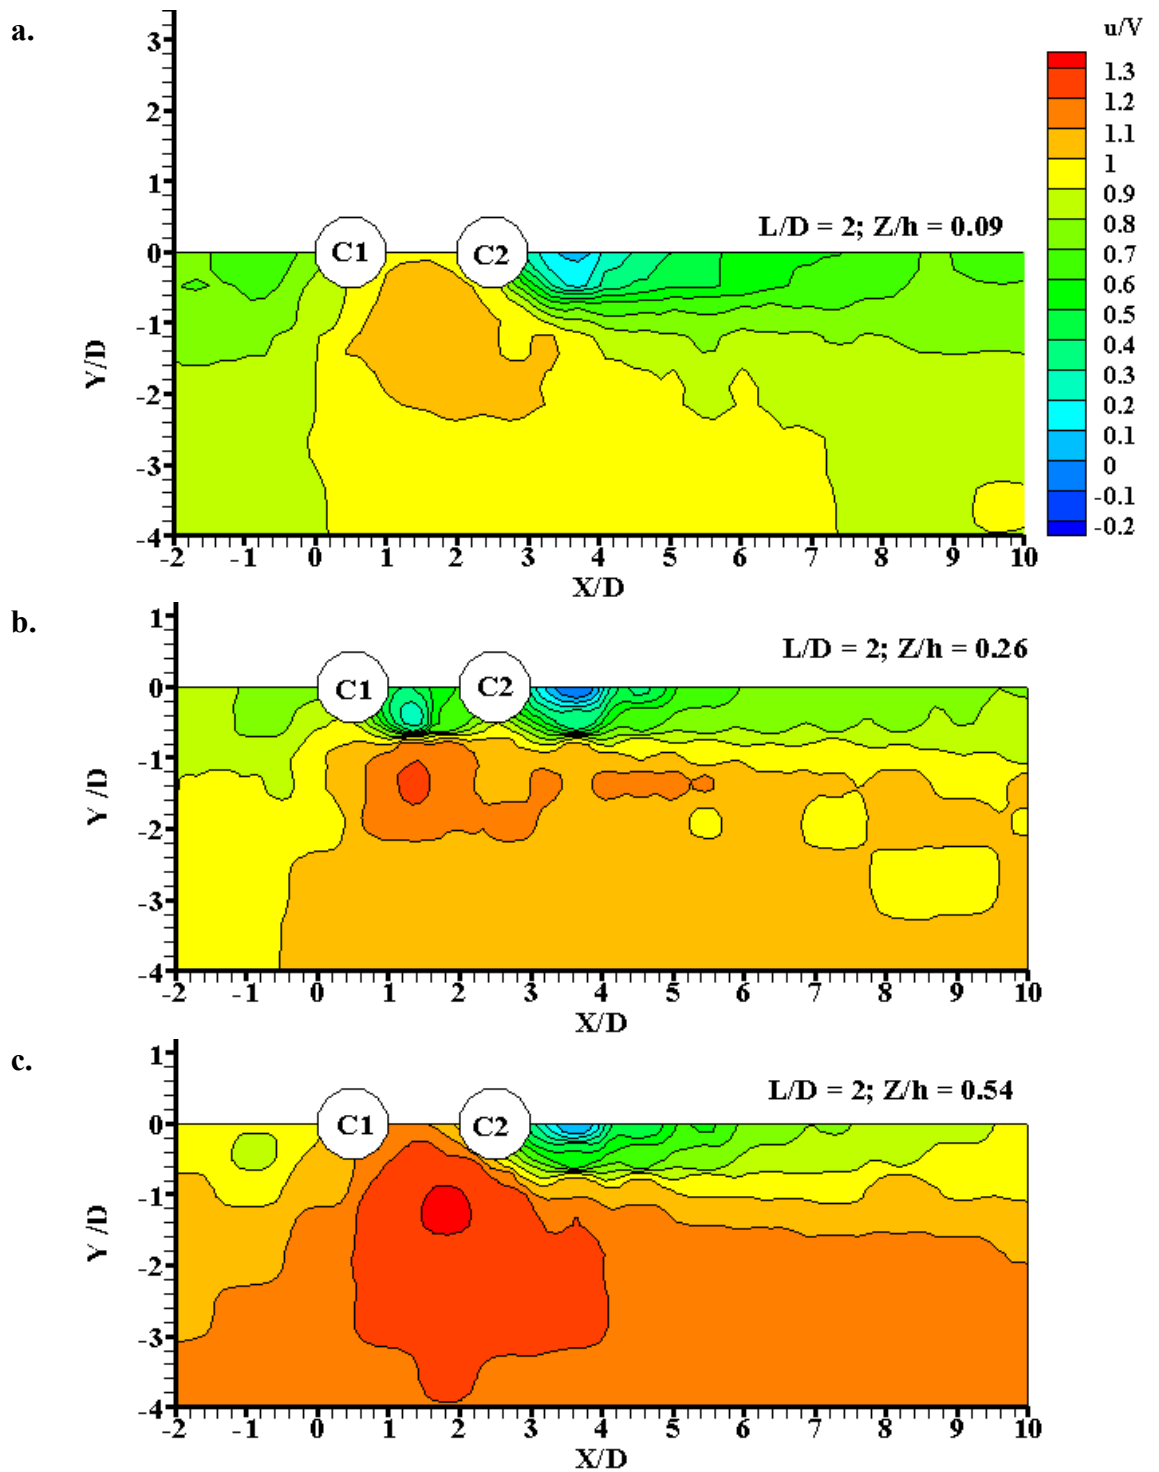 a.
u/V
3
2
1
0
-1
-2
-3
-4
Y/D
C1
C2
L/D = 2; Z/h = 0.09
1.3
1.2
1.1
1
0.9
0.8
0.7
0.6
0.5
0.4
0.3
0.2
0.1
0
-0.1
-0.2
-2 -1 0 1 2 3 4 5 6 7 8 9 10
X/D
b.
1
0
-1
-2
-3
-4
Y /D
C1
C2
L/D = 2; Z/h = 0.26
-2 -1 0 1 2 3 4 5 6 7 8 9 10
X/D
c.
1
0
-1
-2
-3
-4
Y /D
C1
C2
L/D = 2; Z/h = 0.54
-2 -1 0 1 2 3 4 5 6 7 8 9 10
X/D